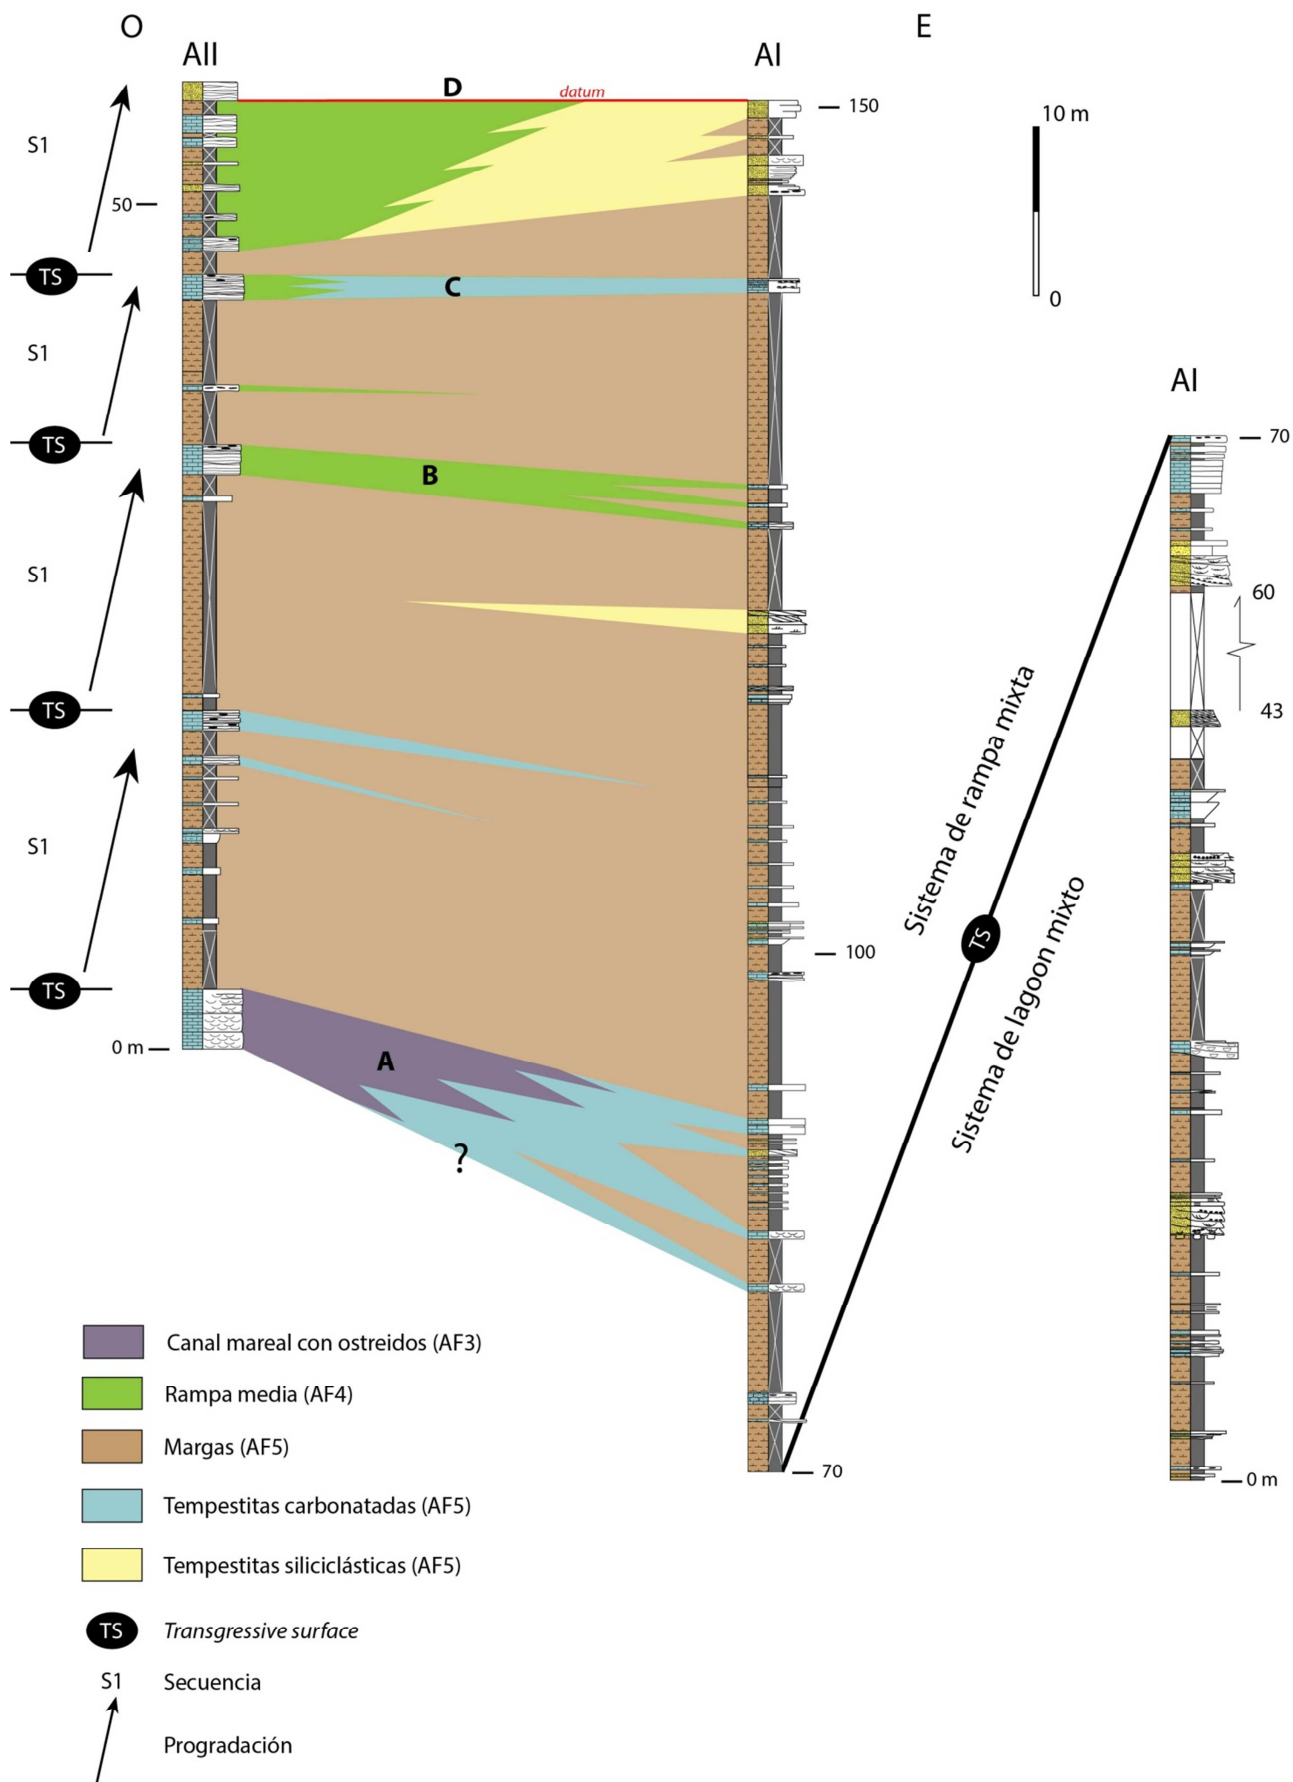 O
E
AII
AI
D
datum
150
10 m
0
S1
50
TS
C
S1
AI
70
TS
B
S1
60
43
TS
Sistema de rampa mixta
TS
Sistema de lagoon mixto
S1
100
TS
0 m
A
?
70
0 m
Canal mareal con ostreidos (AF3)
Rampa media (AF4)
Margas (AF5)
Tempestitas carbonatadas (AF5)
Tempestitas siliciclásticas (AF5)
TS Transgressive surface
S1 Secuencia
Progradación